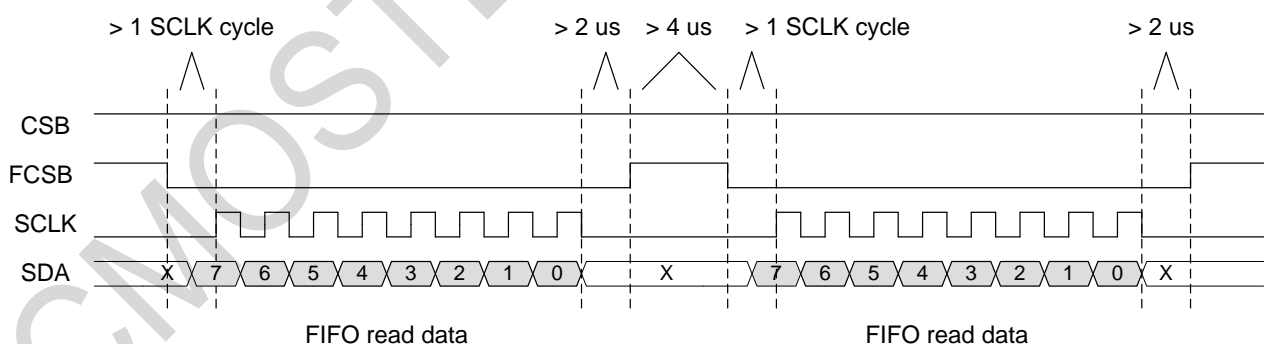 > 1 SCLK cycle > 2 us > 4 us > 1 SCLK cycle > 2 us
CSB
FCSB
SCLK
SDA X 7 6 5 4 3 2 1 0 X 7 6 5 4 3 2 1 0 X
FIFO read data FIFO read data
CMOSTE